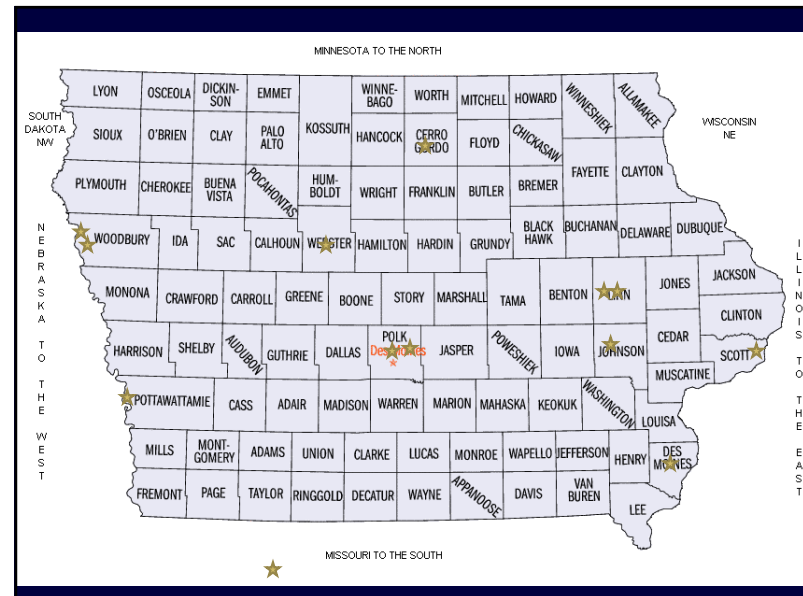 MINNESOTA TO THE NORTH
SOUTH
DAKOTA
NW
WISCONSIN
NE
LYON
OSCEOLA
DICKIN-
SON
EMMET
WINNE-
BAGO
WORTH
MITCHELL
HOWARD
WINNESHIEK
ALLAMAKEE
SIOUX
O'BRIEN
CLAY
PALO
ALTO
KOSSUTH
HANCOCK
CERRO
GORDO
FLOYD
CHICKASAW
PLYMOUTH
CHEROKEE
BUENA
VISTA
POCAHONTAS
HUM-
BOLDT
WRIGHT
FRANKLIN
BUTLER
BREMER
FAYETTE
CLAYTON
WOODBURY
IDA
SAC
CALHOUN
WEBSTER
HAMILTON
HARDIN
GRUNDY
BLACK
HAWK
BUCHANAN
DELAWARE
DUBUQUE
MONONA
CRAWFORD
CARROLL
GREENE
BOONE
STORY
MARSHALL
TAMA
BENTON
LINN
JONES
JACKSON
CLINTON
HARRISON
SHELBY
AUDUBON
GUTHRIE
DALLAS
POLK
Des Moines
JASPER
POWESHIEK
IOWA
JOHNSON
CEDAR
SCOTT
MUSCATINE
POTTAWATTAMIE
CASS
ADAIR
MADISON
WARREN
MARION
MAHASKA
KEOKUK
WASHINGTON
LOUISA
MILLS
MONT-
GOMERY
ADAMS
UNION
CLARKE
LUCAS
MONROE
WAPELLO
JEFFERSON
HENRY
DES
MOINES
FREMONT
PAGE
TAYLOR
RINGGOLD
DECATUR
WAYNE
APPANOOSE
DAVIS
VAN
BUREN
LEE
NEBRASKA TO THE WEST
ILLINOIS TO THE EAST
MISSOURI TO THE SOUTH